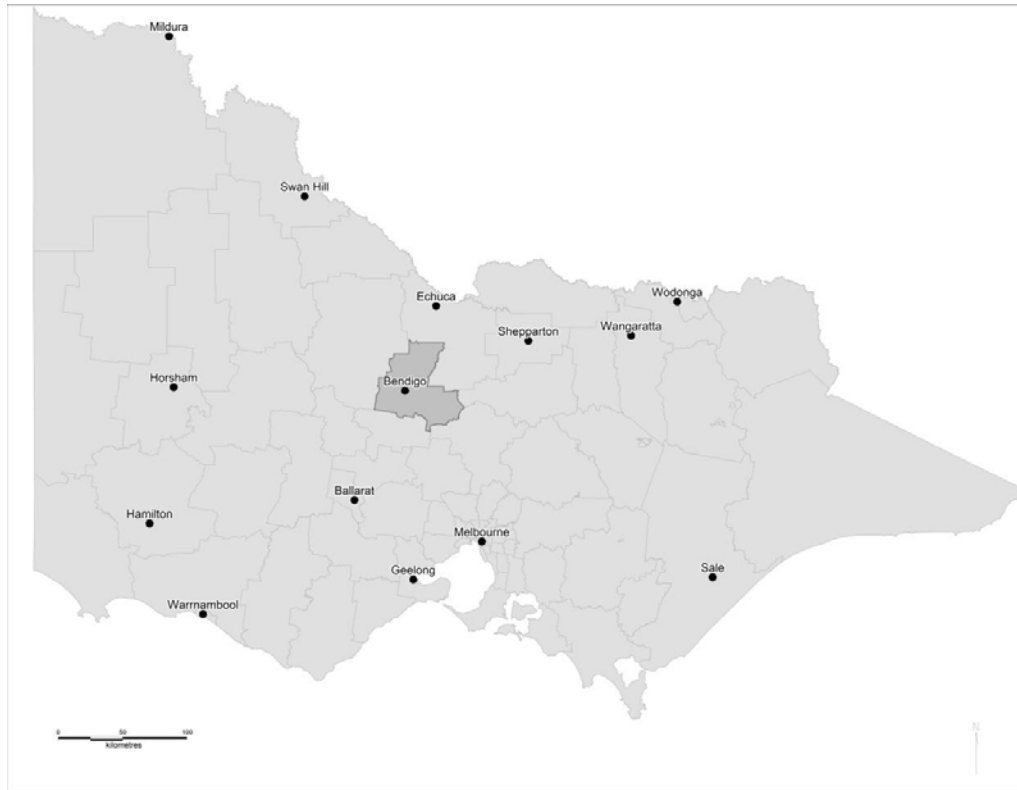 Mildura
Swan Hill
Echuca
Wodonga
Shepparton
Wangaratta
Horsham
Bendigo
Ballarat
Hamilton
Melbourne
Geelong
Sale
Warrnambool
0 50 100
kilometres
N